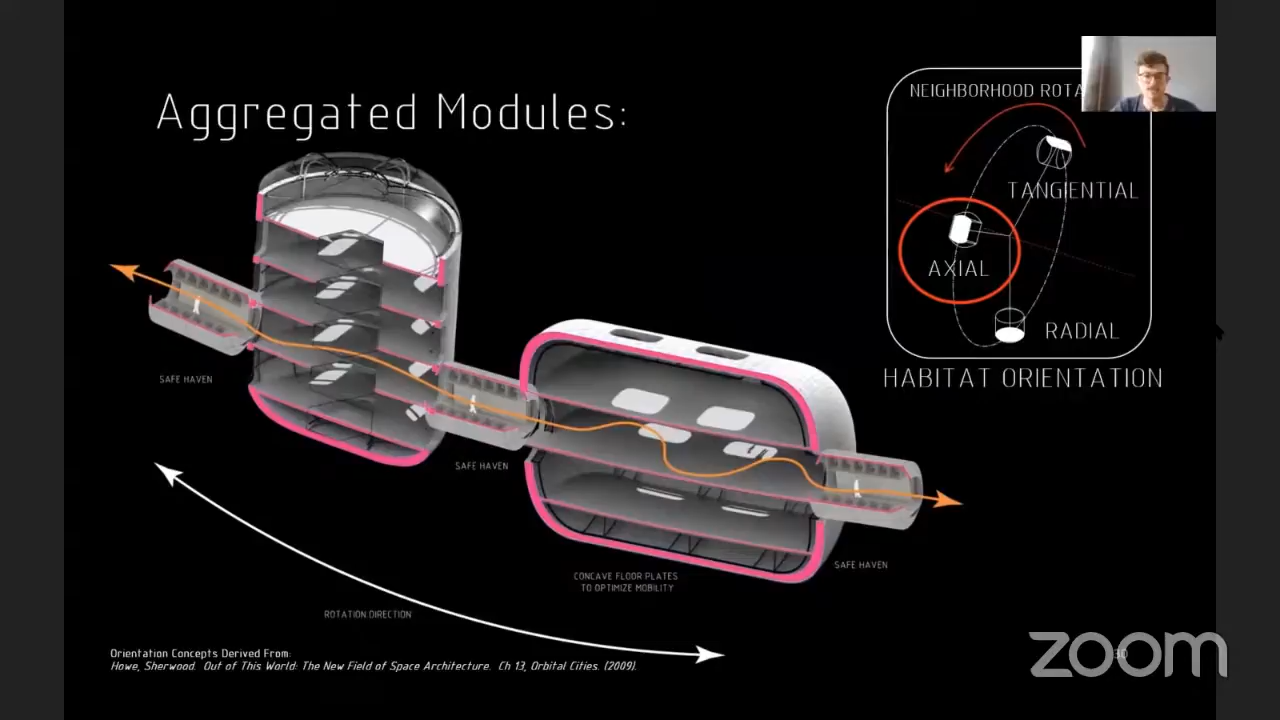 Aggregated Modules:
NEIGHBORHOOD ROTA
TANGIENTIAL
AXIAL
RADIAL
HABITAT ORIENTATION
SAFE HAVEN
SAFE HAVEN
SAFE HAVEN
CONCAVE FLOOR PLATES
TO OPTIMIZE MOBILITY
ROTATION DIRECTION
Orientation Concepts Derived From:
Howe, Sherwood. Out of This World: The New Field of Space Architecture. Ch 13, Orbital Cities. (2009).
30
zoom